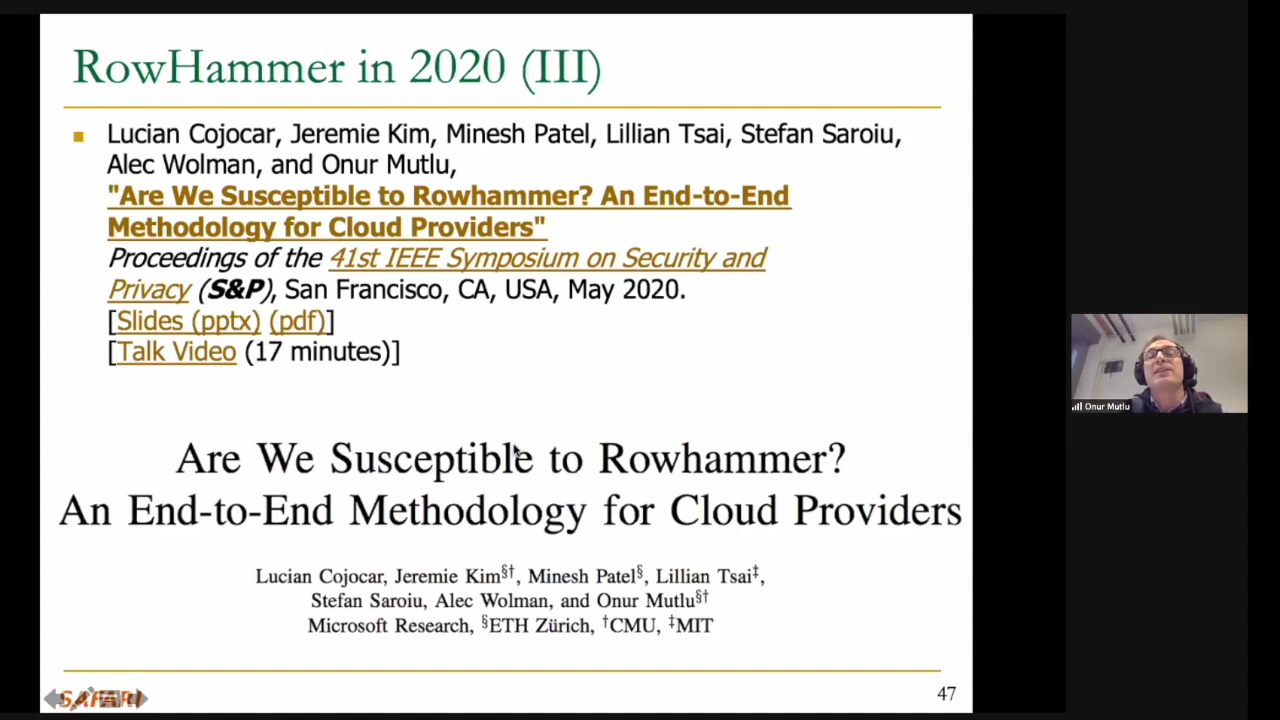 RowHammer in 2020 (III)
Lucian Cojocar, Jeremie Kim, Minesh Patel, Lillian Tsai, Stefan Saroiu,
Alec Wolman, and Onur Mutlu,
"Are We Susceptible to Rowhammer? An End-to-End
Methodology for Cloud Providers"
Proceedings of the 41st IEEE Symposium on Security and
Privacy (S&P), San Francisco, CA, USA, May 2020.
[Slides (pptx) (pdf)]
[Talk Video (17 minutes)]
Are We Susceptible to Rowhammer?
An End-to-End Methodology for Cloud Providers
Lucian Cojocar, Jeremie Kim§†, Minesh Patel§, Lillian Tsai‡,
Stefan Saroiu, Alec Wolman, and Onur Mutlu§†
Microsoft Research, §ETH Zürich, †CMU, ‡MIT
SAFARI
47
Onur Mutlu